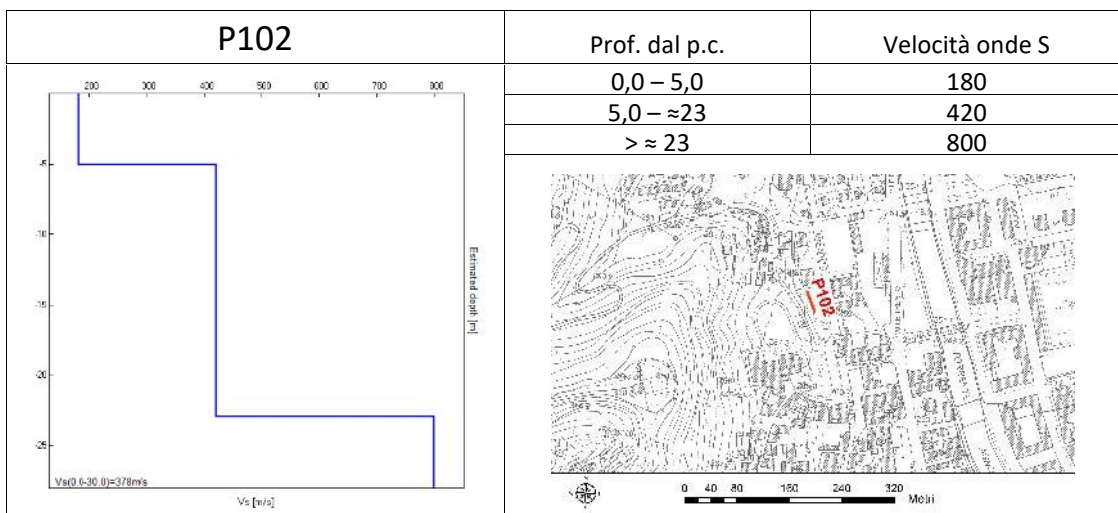 P102
Prof. dal p.c.
Velocità onde S
0,0 – 5,0
180
5,0 – ≈23
420
> ≈ 23
800
200 300 400 500 600 700 800
-5
-10
-15
-20
-25
Estimated depth [m]
Vs(0.0-30.0)=378m/s
Vs [m/s]
P102
0 40 80 160 240 320
Metri